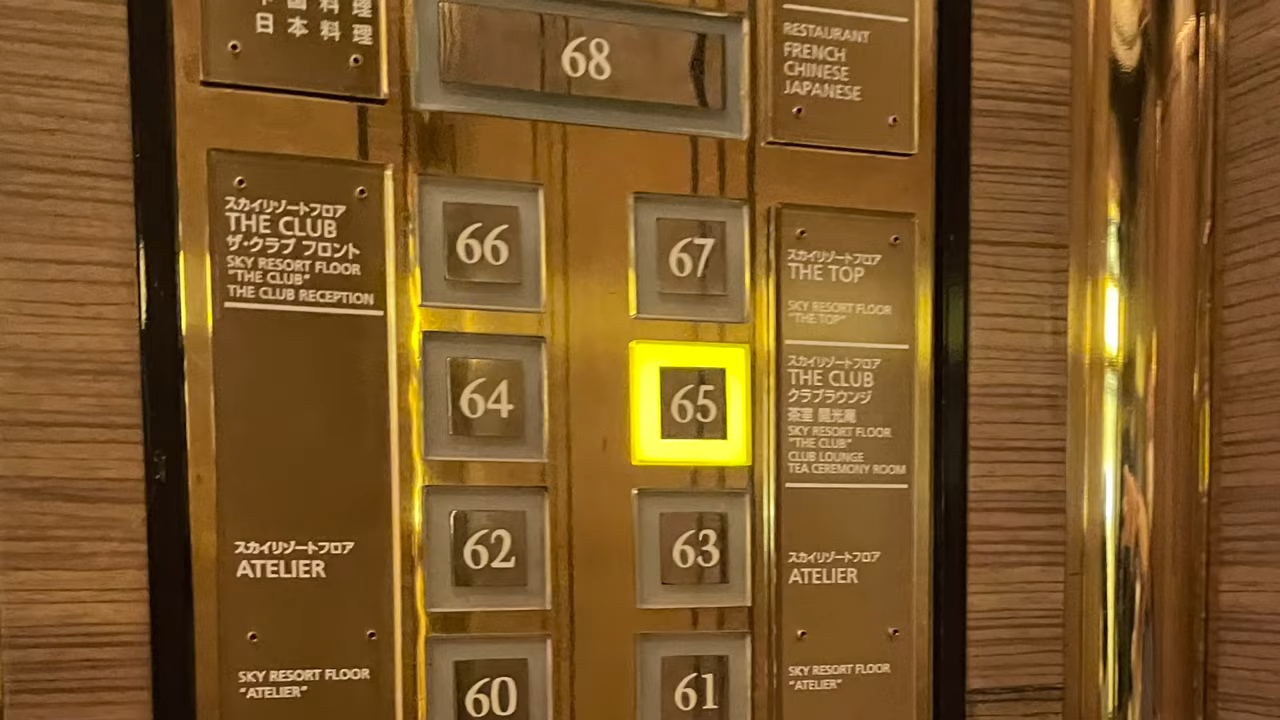 中国料理
日本料理
68
RESTAURANT
FRENCH
CHINESE
JAPANESE
スカイリゾートフロア
THE CLUB
ザ・クラブ フロント
SKY RESORT FLOOR
"THE CLUB"
THE CLUB RECEPTION
66
67
スカイリゾートフロア
THE TOP
SKY RESORT FLOOR
"THE TOP"
64
65
スカイリゾートフロア
THE CLUB
クラブラウンジ
茶室 開光庵
SKY RESORT FLOOR
"THE CLUB"
CLUB LOUNGE
TEA CEREMONY ROOM
スカイリゾートフロア
ATELIER
62
63
スカイリゾートフロア
ATELIER
SKY RESORT FLOOR
"ATELIER"
60
61
SKY RESORT FLOOR
"ATELIER"